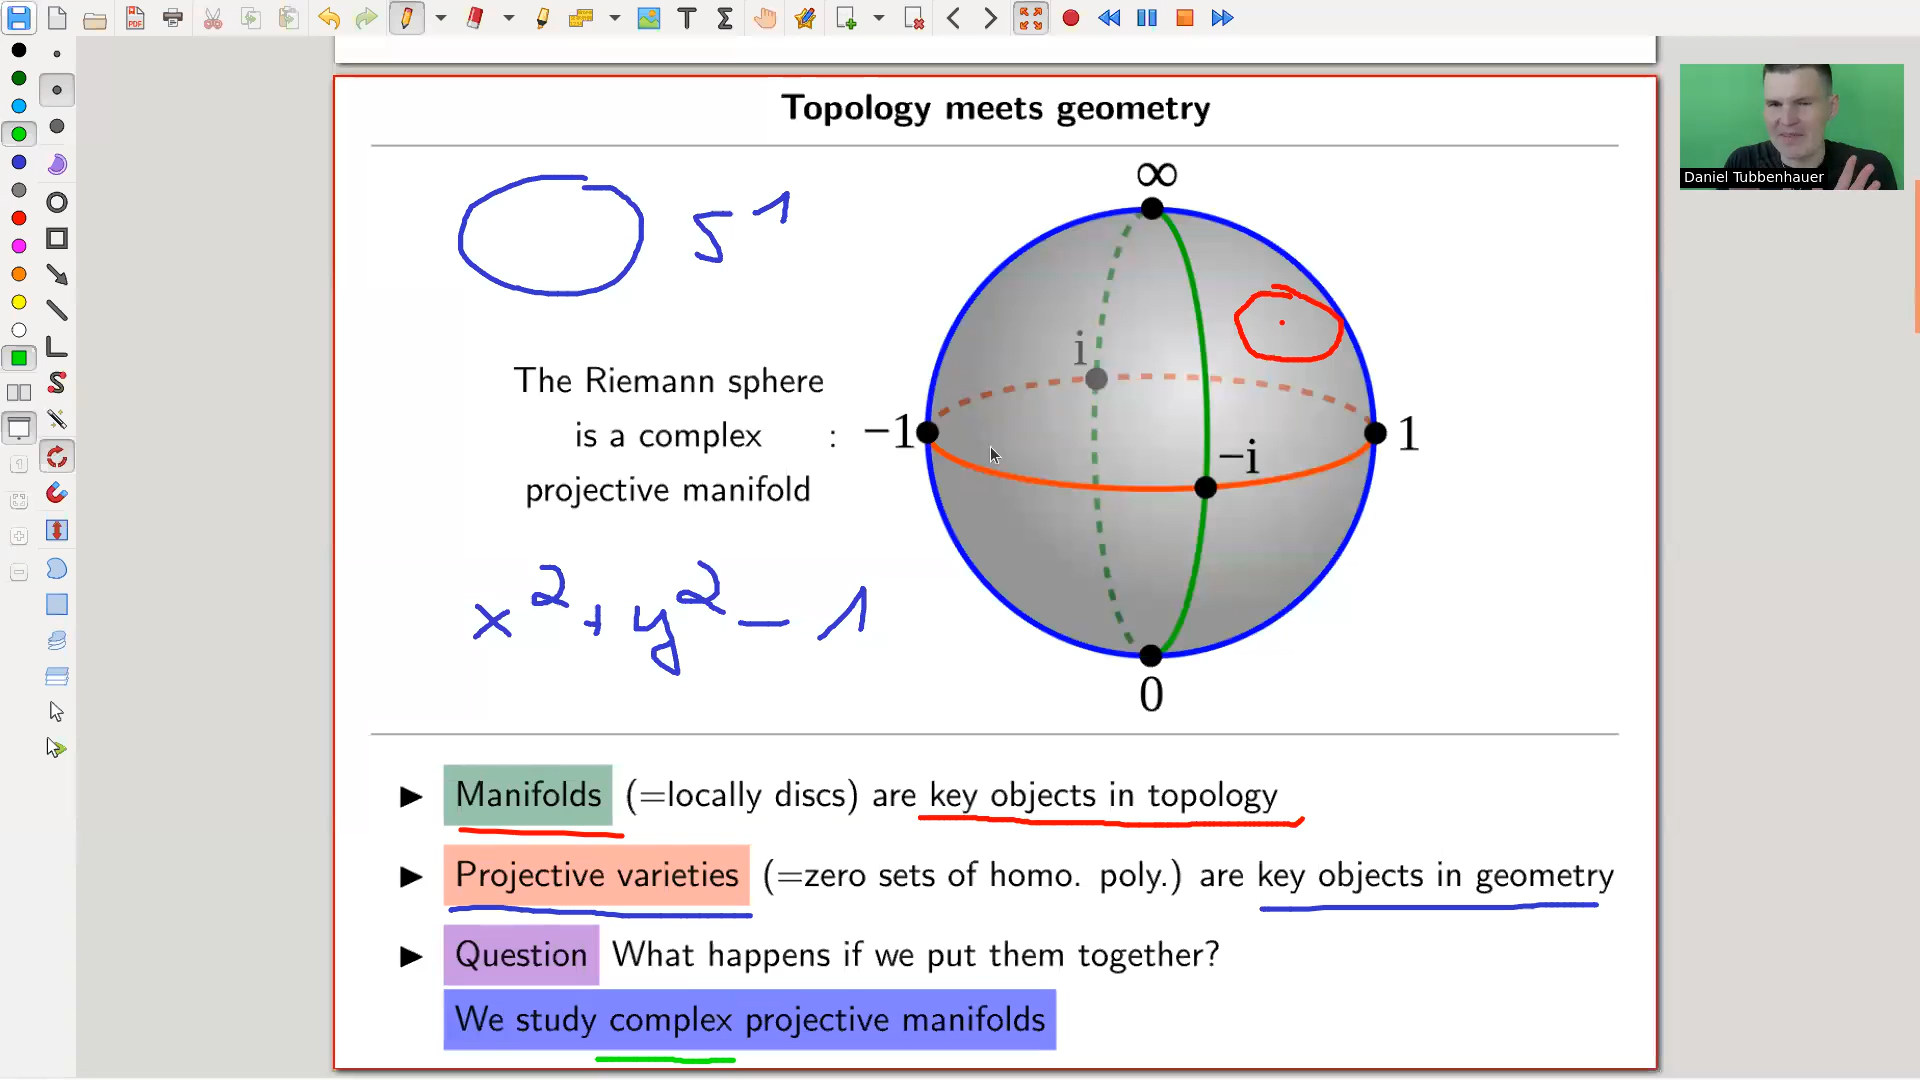 Topology meets geometry
S^1
∞
i
The Riemann sphere
is a complex :
projective manifold
−1
1
−i
x^2 + y^2 − 1
0
▶ Manifolds (=locally discs) are key objects in topology
▶ Projective varieties (=zero sets of homo. poly.) are key objects in geometry
▶ Question What happens if we put them together?
We study complex projective manifolds
Daniel Tubbenhauer